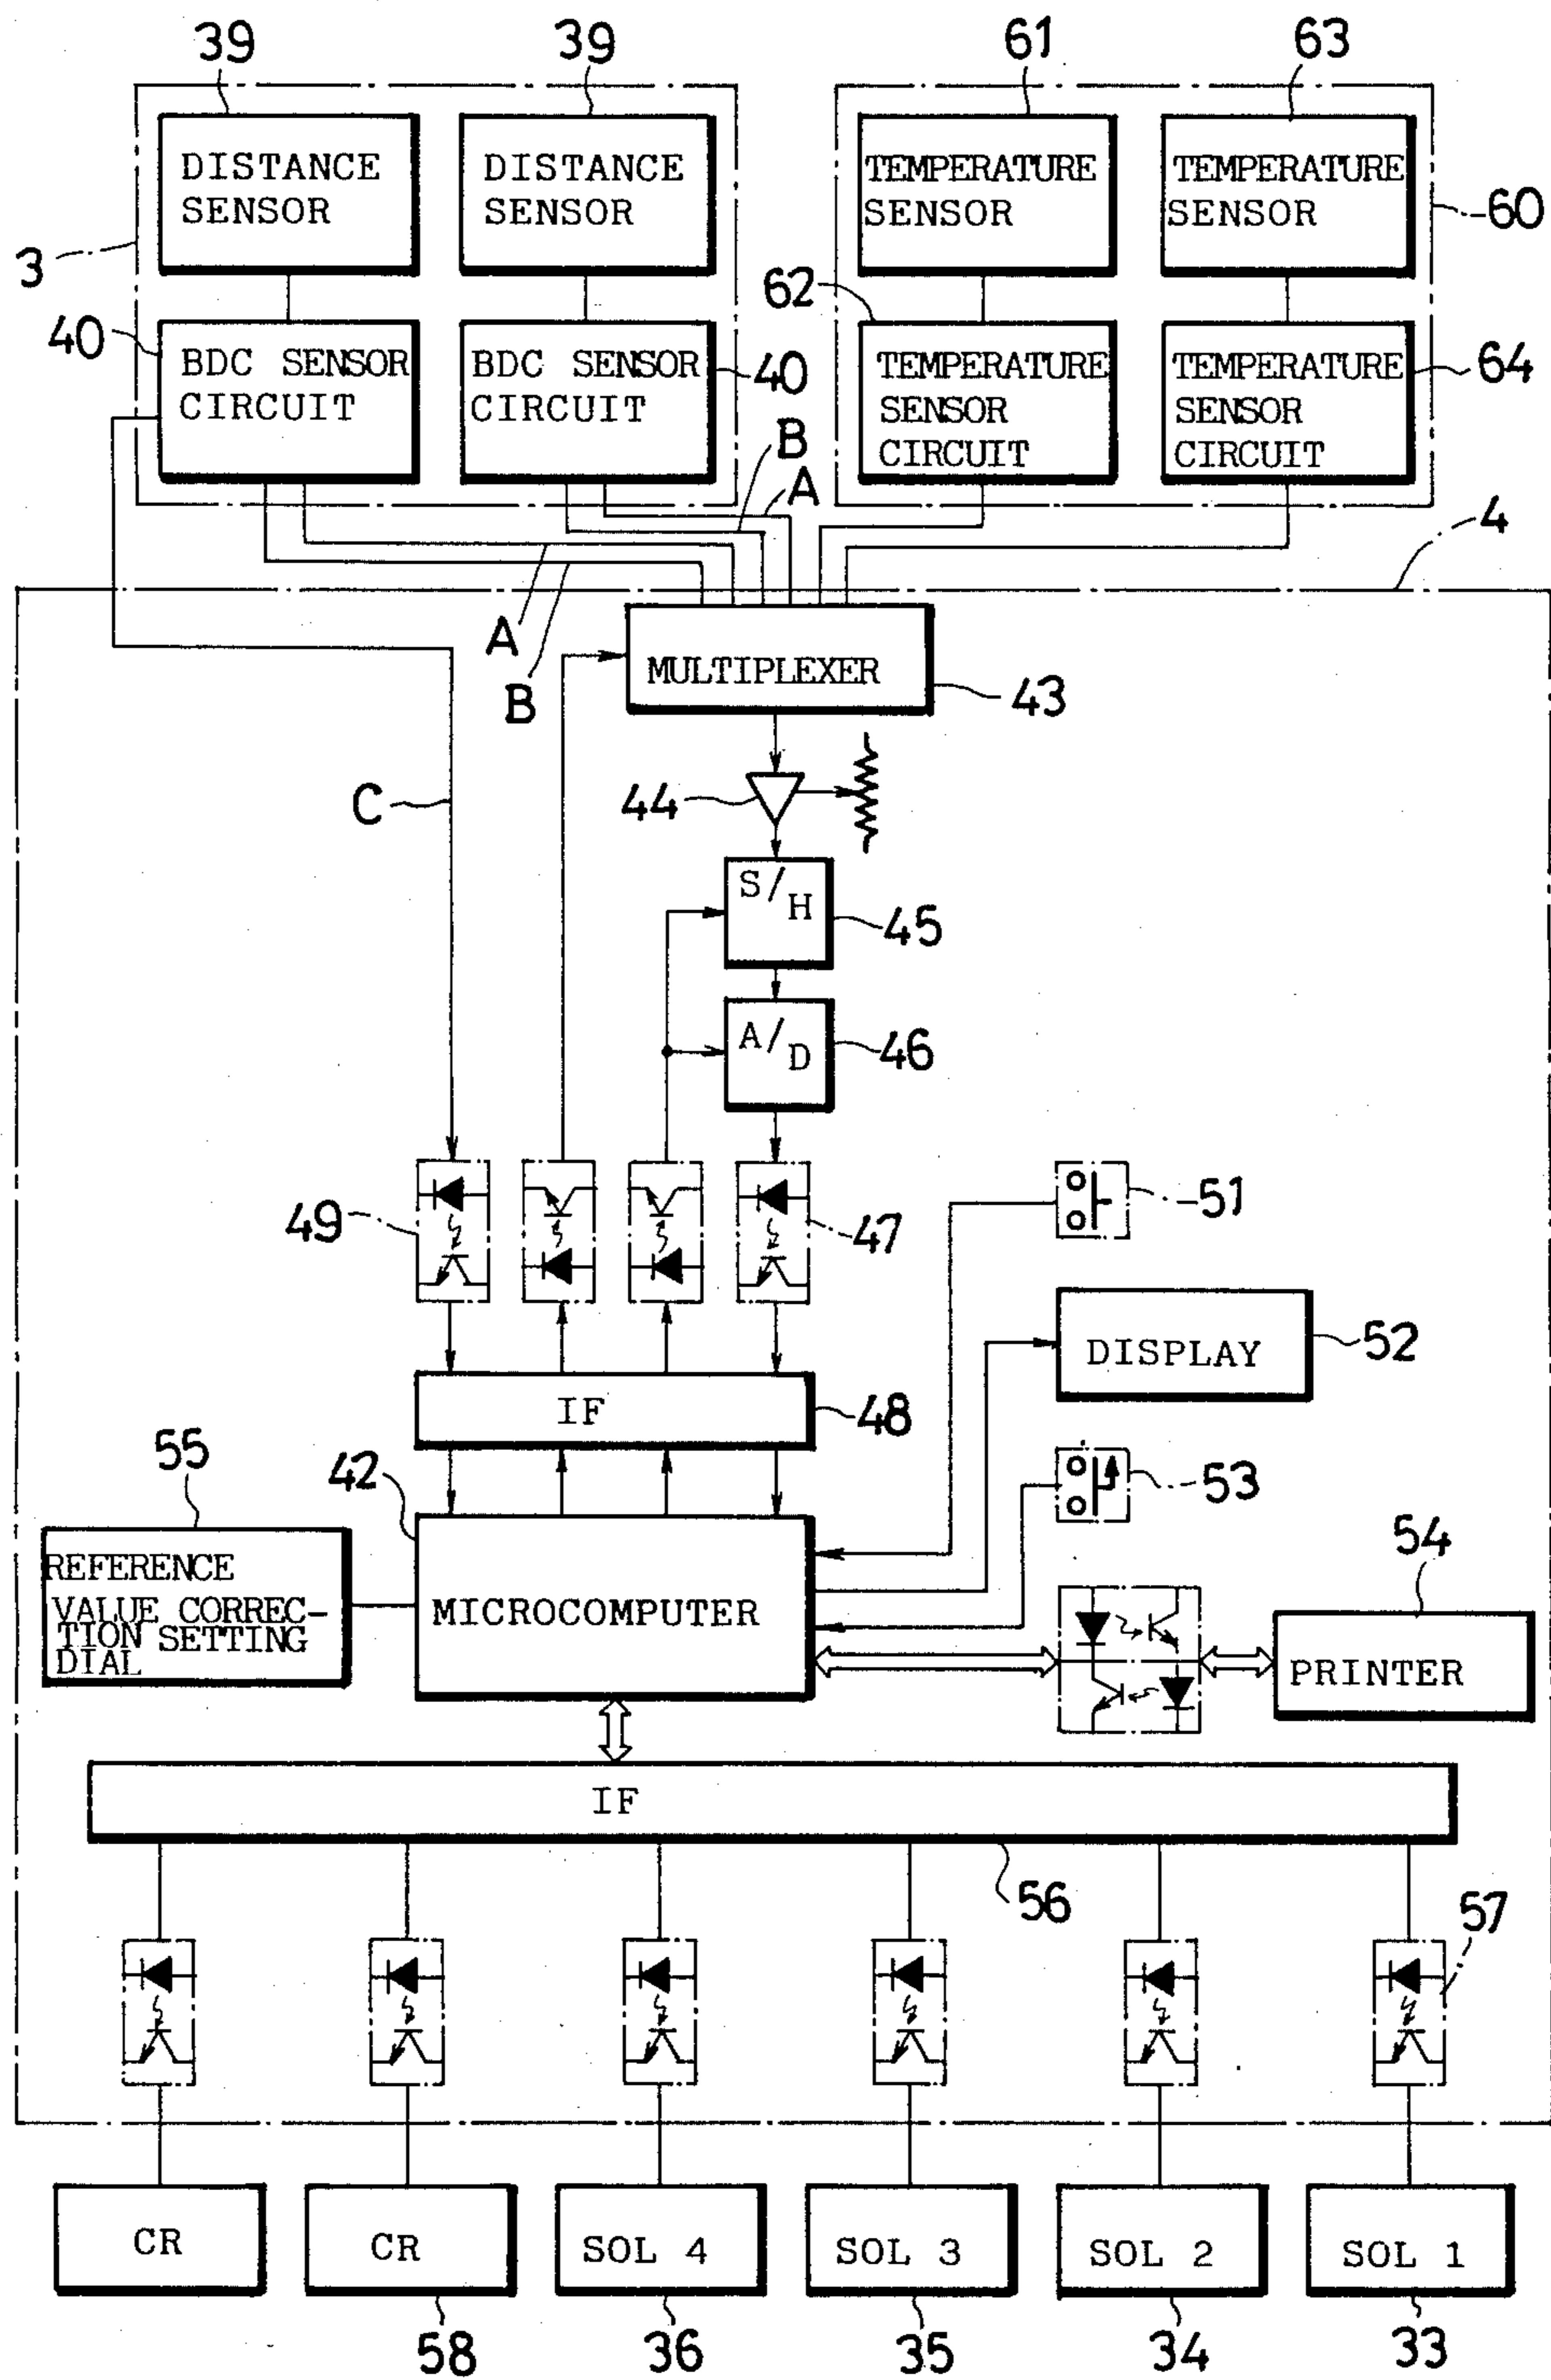 39
39
61
63
DISTANCE
SENSOR
DISTANCE
SENSOR
TEMPERATURE
SENSOR
TEMPERATURE
SENSOR
60
3
62
40
BDC SENSOR
CIRCUIT
BDC SENSOR
CIRCUIT
40
TEMPERATURE
SENSOR
CIRCUIT
TEMPERATURE
SENSOR
CIRCUIT
64
B
A
4
A
B
MULTIPLEXER
43
C
44
S/H
45
A/D
46
49
47
51
DISPLAY
52
IF
48
55
42
53
54
REFERENCE
VALUE CORREC-
TION SETTING
DIAL
MICROCOMPUTER
PRINTER
IF
56
57
CR
CR
SOL 4
SOL 3
SOL 2
SOL 1
58
36
35
34
33